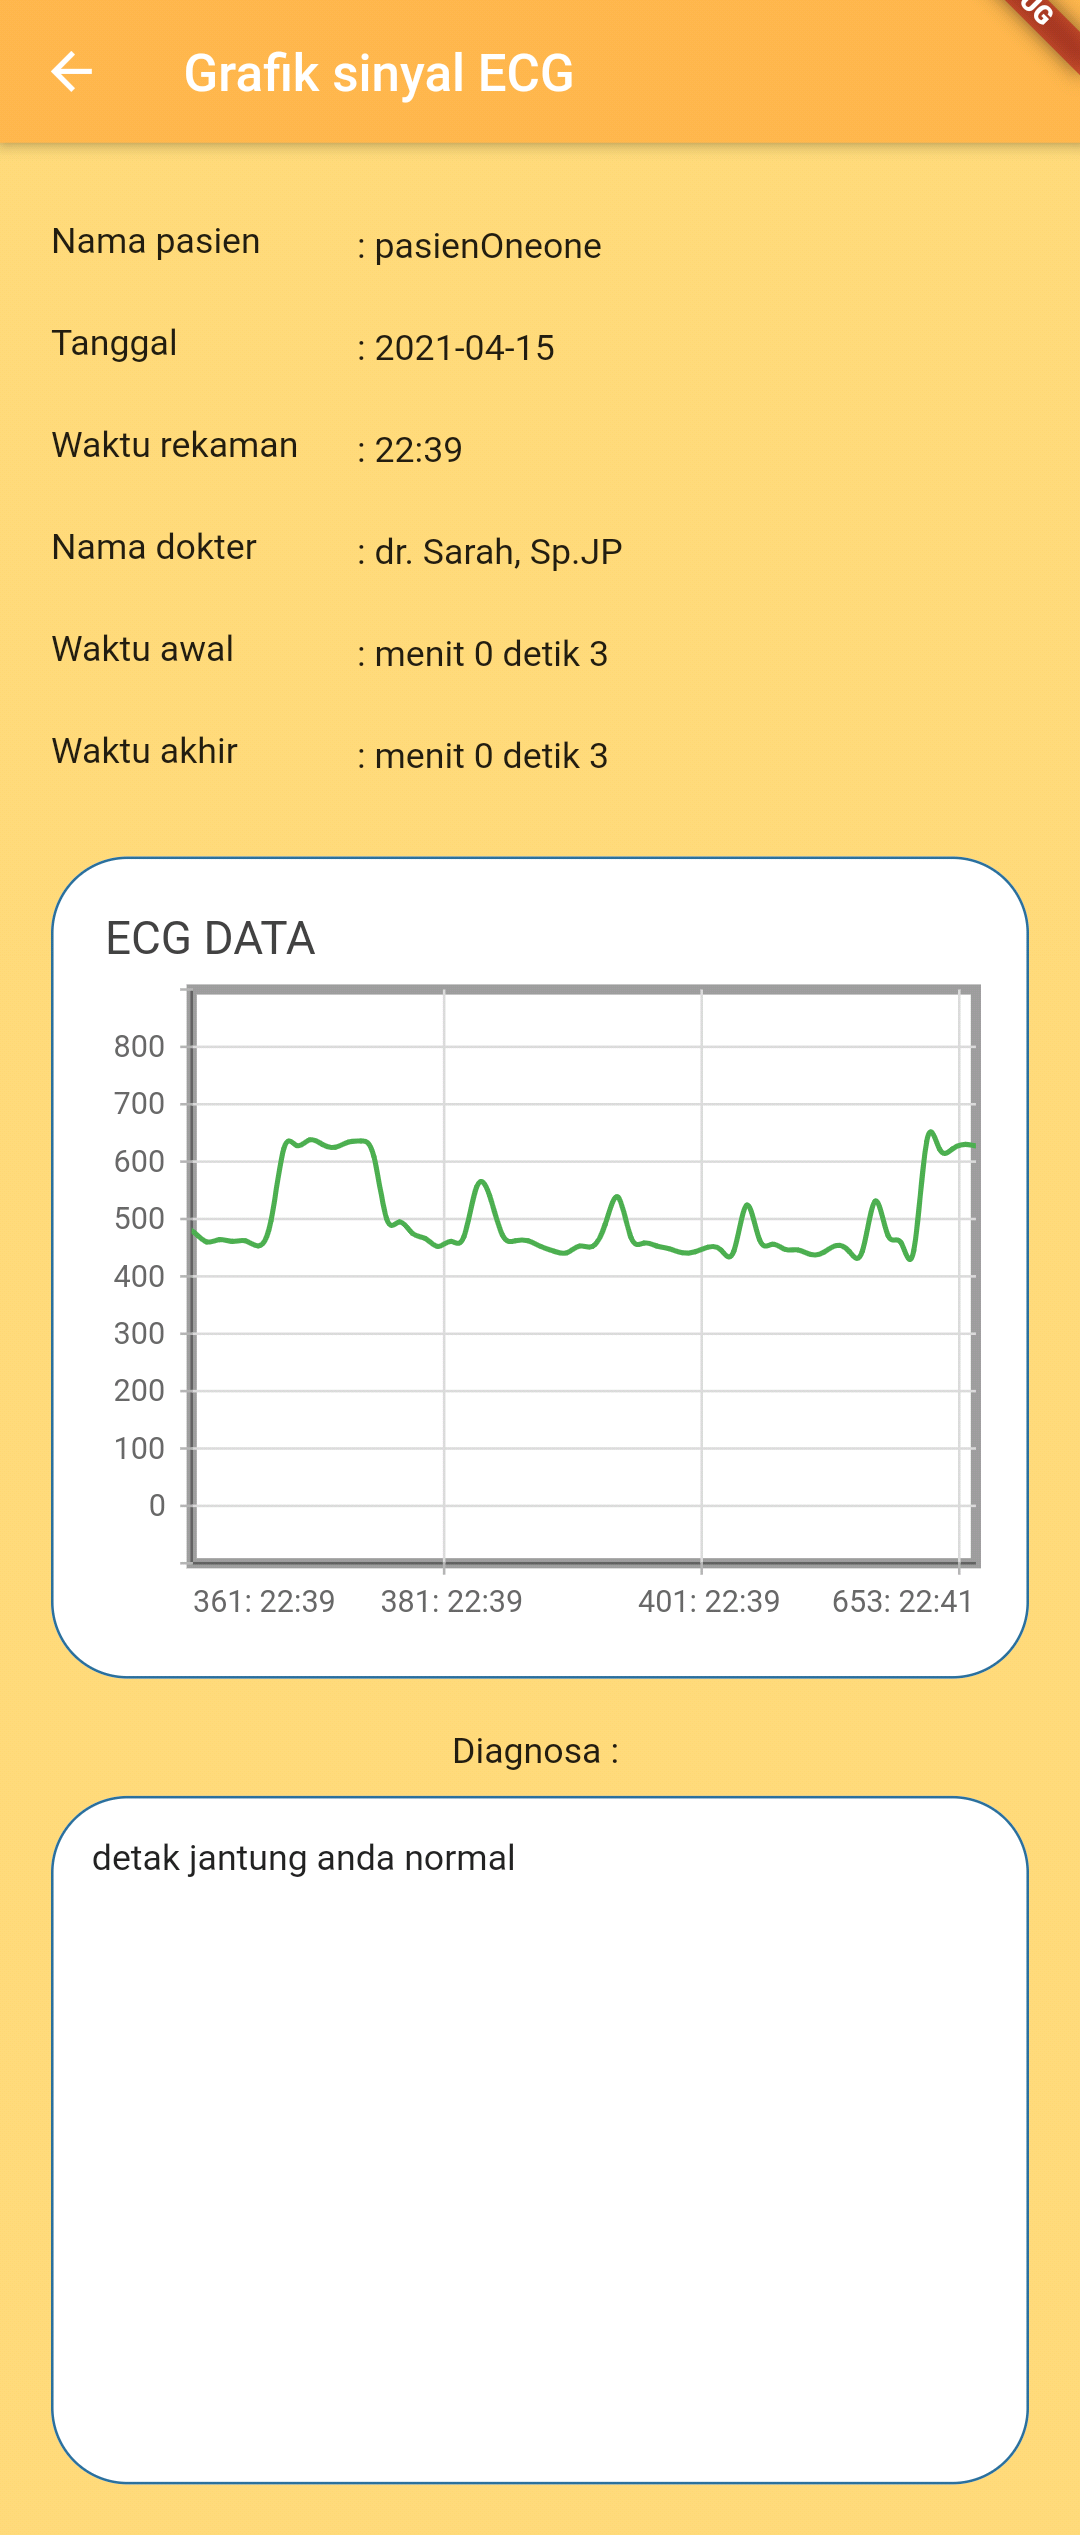 Grafik sinyal ECG
UG
Nama pasien : pasienOneone
Tanggal : 2021-04-15
Waktu rekaman : 22:39
Nama dokter : dr. Sarah, Sp.JP
Waktu awal : menit 0 detik 3
Waktu akhir : menit 0 detik 3
ECG DATA
800
700
600
500
400
300
200
100
0
361: 22:39 381: 22:39 401: 22:39 653: 22:41
Diagnosa :
detak jantung anda normal